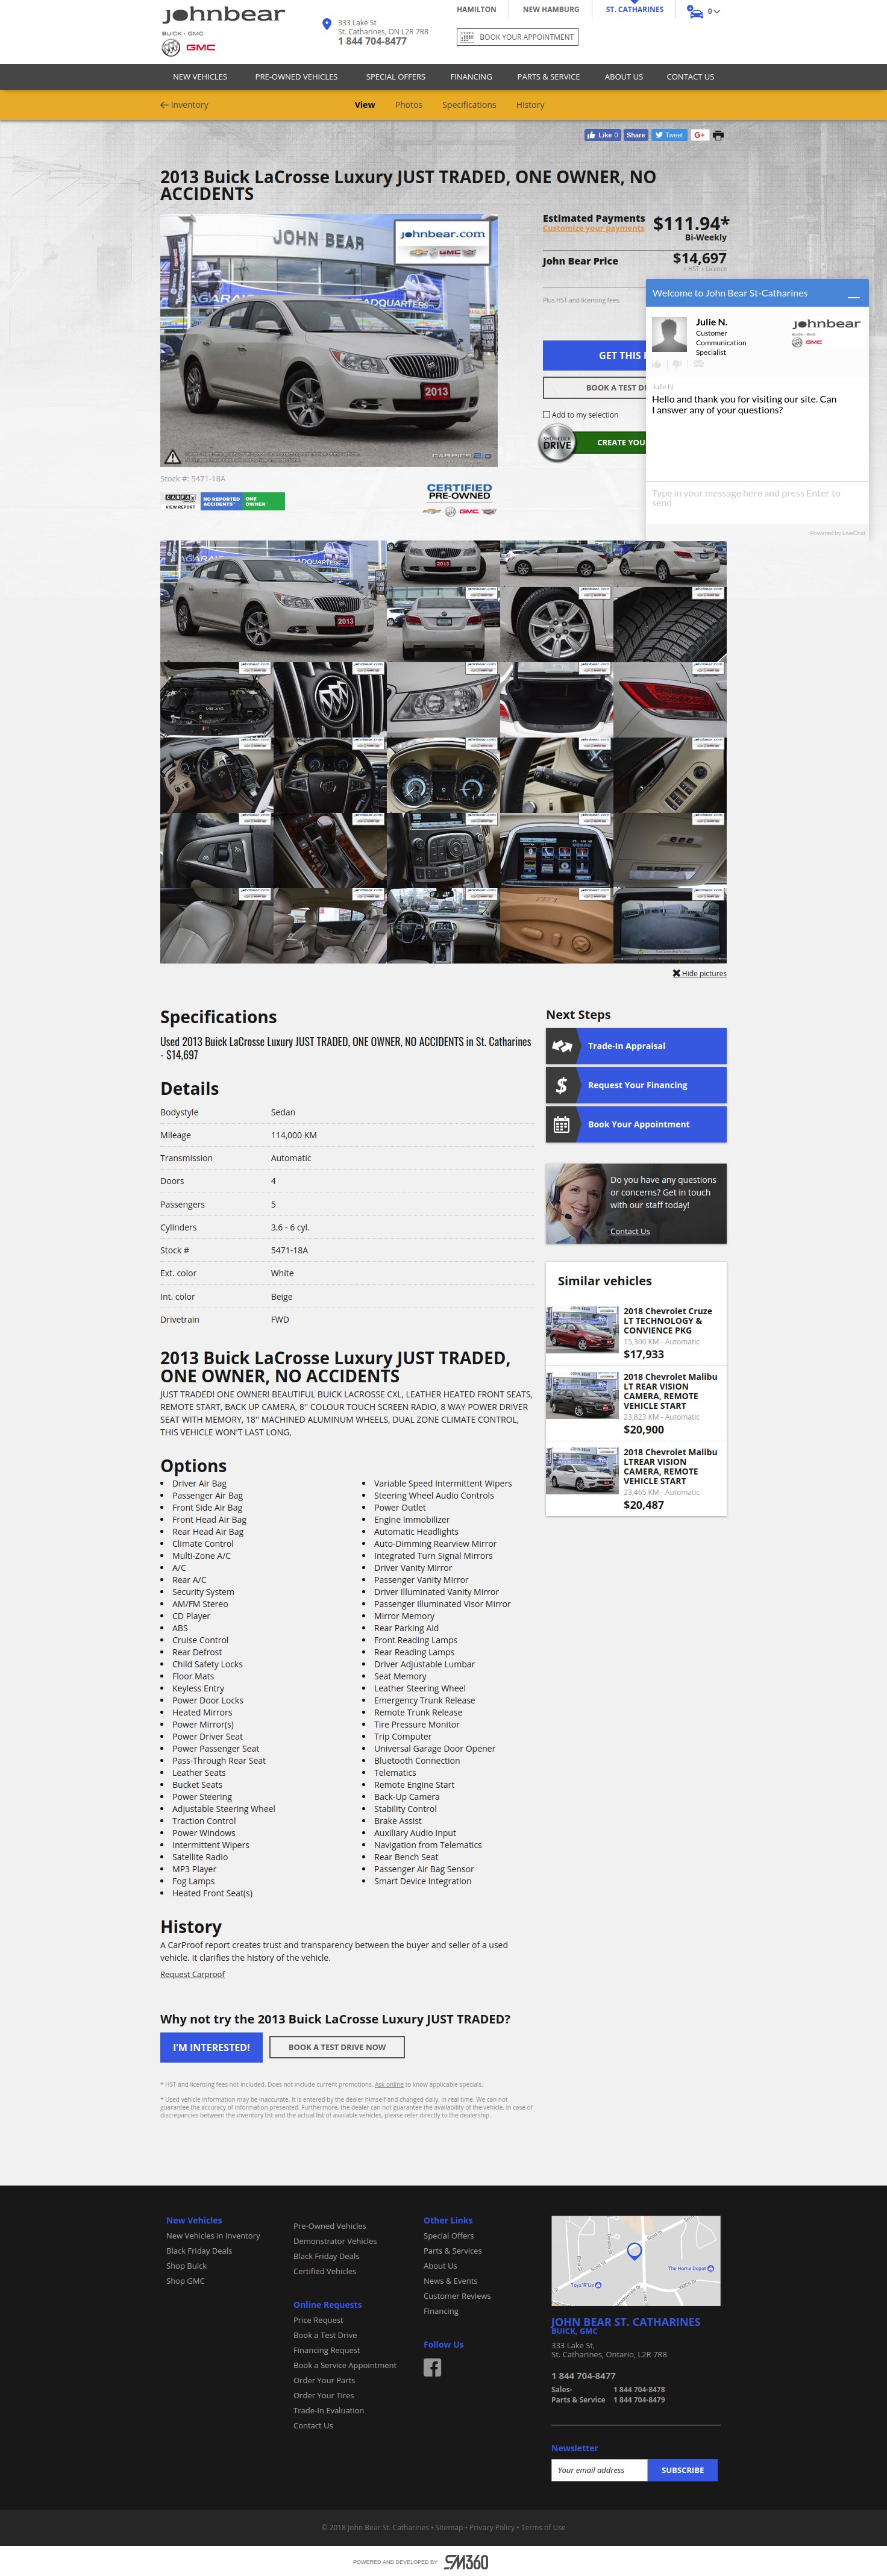 johnbear
BUICK - GMC
GMC
333 Lake St
St. Catharines, ON L2R 7R8
1 844 704-8477
HAMILTON
NEW HAMBURG
ST. CATHARINES
0
BOOK YOUR APPOINTMENT
NEW VEHICLES
PRE-OWNED VEHICLES
SPECIAL OFFERS
FINANCING
PARTS & SERVICE
ABOUT US
CONTACT US
Inventory
View
Photos
Specifications
History
Like 0
Share
Tweet
G+
2013 Buick LaCrosse Luxury JUST TRADED, ONE OWNER, NO
ACCIDENTS
JOHN BEAR
johnbear.com
2013
Estimated Payments
Customize your payments
$111.94*
Bi-Weekly
John Bear Price
$14,697
+ HST + Licence
Plus HST and licensing fees.
GET THIS
BOOK A TEST
Add to my selection
DRIVE
CREATE YOU
Welcome to John Bear St-Catharines
Julie N.
Customer
Communication
Specialist
johnbear
GMC
Julie N.
Hello and thank you for visiting our site. Can
I answer any of your questions?
Type in your message here and press Enter to
send
Powered by LiveChat
Stock #: 5471-18A
CARFAX
VIEW REPORT
NO REPORTED
ACCIDENTS
ONE
OWNER
CERTIFIED
PRE-OWNED
GMC
2013
Hide pictures
Specifications
Used 2013 Buick LaCrosse Luxury JUST TRADED, ONE OWNER, NO ACCIDENTS in St. Catharines
- $14,697
Details
Bodystyle Sedan
Mileage 114,000 KM
Transmission Automatic
Doors 4
Passengers 5
Cylinders 3.6 - 6 cyl.
Stock # 5471-18A
Ext. color White
Int. color Beige
Drivetrain FWD
Next Steps
Trade-In Appraisal
Request Your Financing
Book Your Appointment
Do you have any questions
or concerns? Get in touch
with our staff today!
Contact Us
Similar vehicles
2018 Chevrolet Cruze
LT TECHNOLOGY &
CONVIENCE PKG
15,300 KM - Automatic
$17,933
2018 Chevrolet Malibu
LT REAR VISION
CAMERA, REMOTE
VEHICLE START
23,823 KM - Automatic
$20,900
2018 Chevrolet Malibu
LTREAR VISION
CAMERA, REMOTE
VEHICLE START
23,465 KM - Automatic
$20,487
2013 Buick LaCrosse Luxury JUST TRADED,
ONE OWNER, NO ACCIDENTS
JUST TRADED! ONE OWNER! BEAUTIFUL BUICK LACROSSE CXL, LEATHER HEATED FRONT SEATS,
REMOTE START, BACK UP CAMERA, 8'' COLOUR TOUCH SCREEN RADIO, 8 WAY POWER DRIVER
SEAT WITH MEMORY, 18'' MACHINED ALUMINUM WHEELS, DUAL ZONE CLIMATE CONTROL,
THIS VEHICLE WON'T LAST LONG,
Options
Driver Air Bag
Passenger Air Bag
Front Side Air Bag
Front Head Air Bag
Rear Head Air Bag
Climate Control
Multi-Zone A/C
A/C
Rear A/C
Security System
AM/FM Stereo
CD Player
ABS
Cruise Control
Rear Defrost
Child Safety Locks
Floor Mats
Keyless Entry
Power Door Locks
Heated Mirrors
Power Mirror(s)
Power Driver Seat
Power Passenger Seat
Pass-Through Rear Seat
Leather Seats
Bucket Seats
Power Steering
Adjustable Steering Wheel
Traction Control
Power Windows
Intermittent Wipers
Satellite Radio
MP3 Player
Fog Lamps
Heated Front Seat(s)
Variable Speed Intermittent Wipers
Steering Wheel Audio Controls
Power Outlet
Engine Immobilizer
Automatic Headlights
Auto-Dimming Rearview Mirror
Integrated Turn Signal Mirrors
Driver Vanity Mirror
Passenger Vanity Mirror
Driver Illuminated Vanity Mirror
Passenger Illuminated Visor Mirror
Mirror Memory
Rear Parking Aid
Front Reading Lamps
Rear Reading Lamps
Driver Adjustable Lumbar
Seat Memory
Leather Steering Wheel
Emergency Trunk Release
Remote Trunk Release
Tire Pressure Monitor
Trip Computer
Universal Garage Door Opener
Bluetooth Connection
Telematics
Remote Engine Start
Back-Up Camera
Stability Control
Brake Assist
Auxiliary Audio Input
Navigation from Telematics
Rear Bench Seat
Passenger Air Bag Sensor
Smart Device Integration
History
A CarProof report creates trust and transparency between the buyer and seller of a used
vehicle. It clarifies the history of the vehicle.
Request Carproof
Why not try the 2013 Buick LaCrosse Luxury JUST TRADED?
I'M INTERESTED!
BOOK A TEST DRIVE NOW
* HST and licensing fees not included. Does not include current promotions. Ask online to know applicable specials.
* Used vehicle information may be inaccurate. It is entered by the dealer himself and changed daily, in real time. We can not
guarantee the accuracy of information presented. Furthermore, the dealer can not guarantee the availability of the vehicle. In case of
discrepancies between the inventory list and the actual list of available vehicles, please refer directly to the dealership.
New Vehicles
New Vehicles in Inventory
Black Friday Deals
Shop Buick
Shop GMC
Pre-Owned Vehicles
Demonstrator Vehicles
Black Friday Deals
Certified Vehicles
Online Requests
Price Request
Book a Test Drive
Financing Request
Book a Service Appointment
Order Your Parts
Order Your Tires
Trade-In Evaluation
Contact Us
Other Links
Special Offers
Parts & Services
About Us
News & Events
Customer Reviews
Financing
Follow Us
Scott St
The Home Depot
Toys"R"Us
YMCA Dr
JOHN BEAR ST. CATHARINES
BUICK, GMC
333 Lake St,
St. Catharines, Ontario, L2R 7R8
1 844 704-8477
Sales- 1 844 704-8478
Parts & Service 1 844 704-8479
Newsletter
Your email address
SUBSCRIBE
© 2018 John Bear St. Catharines • Sitemap • Privacy Policy • Terms of Use
POWERED AND DEVELOPED BY SM360